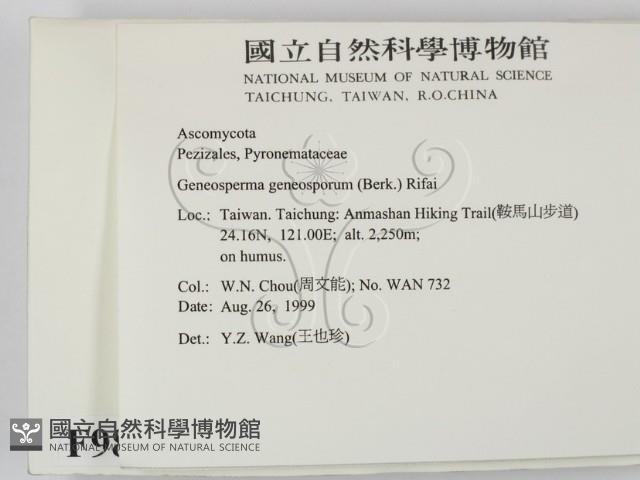 國立自然科學博物館
NATIONAL MUSEUM OF NATURAL SCIENCE
TAICHUNG, TAIWAN, R.O.CHINA
Ascomycota
Pezizales, Pyronemataceae
Geneosperma geneosporum (Berk.) Rifai
Loc.: Taiwan. Taichung: Anmashan Hiking Trail(鞍馬山步道)
24.16N, 121.00E; alt. 2,250m;
on humus.
Col.: W.N. Chou(周文能); No. WAN 732
Date: Aug. 26, 1999
Det.: Y.Z. Wang(王也珍)
國立自然科學博物館
NATIONAL MUSEUM OF NATURAL SCIENCE